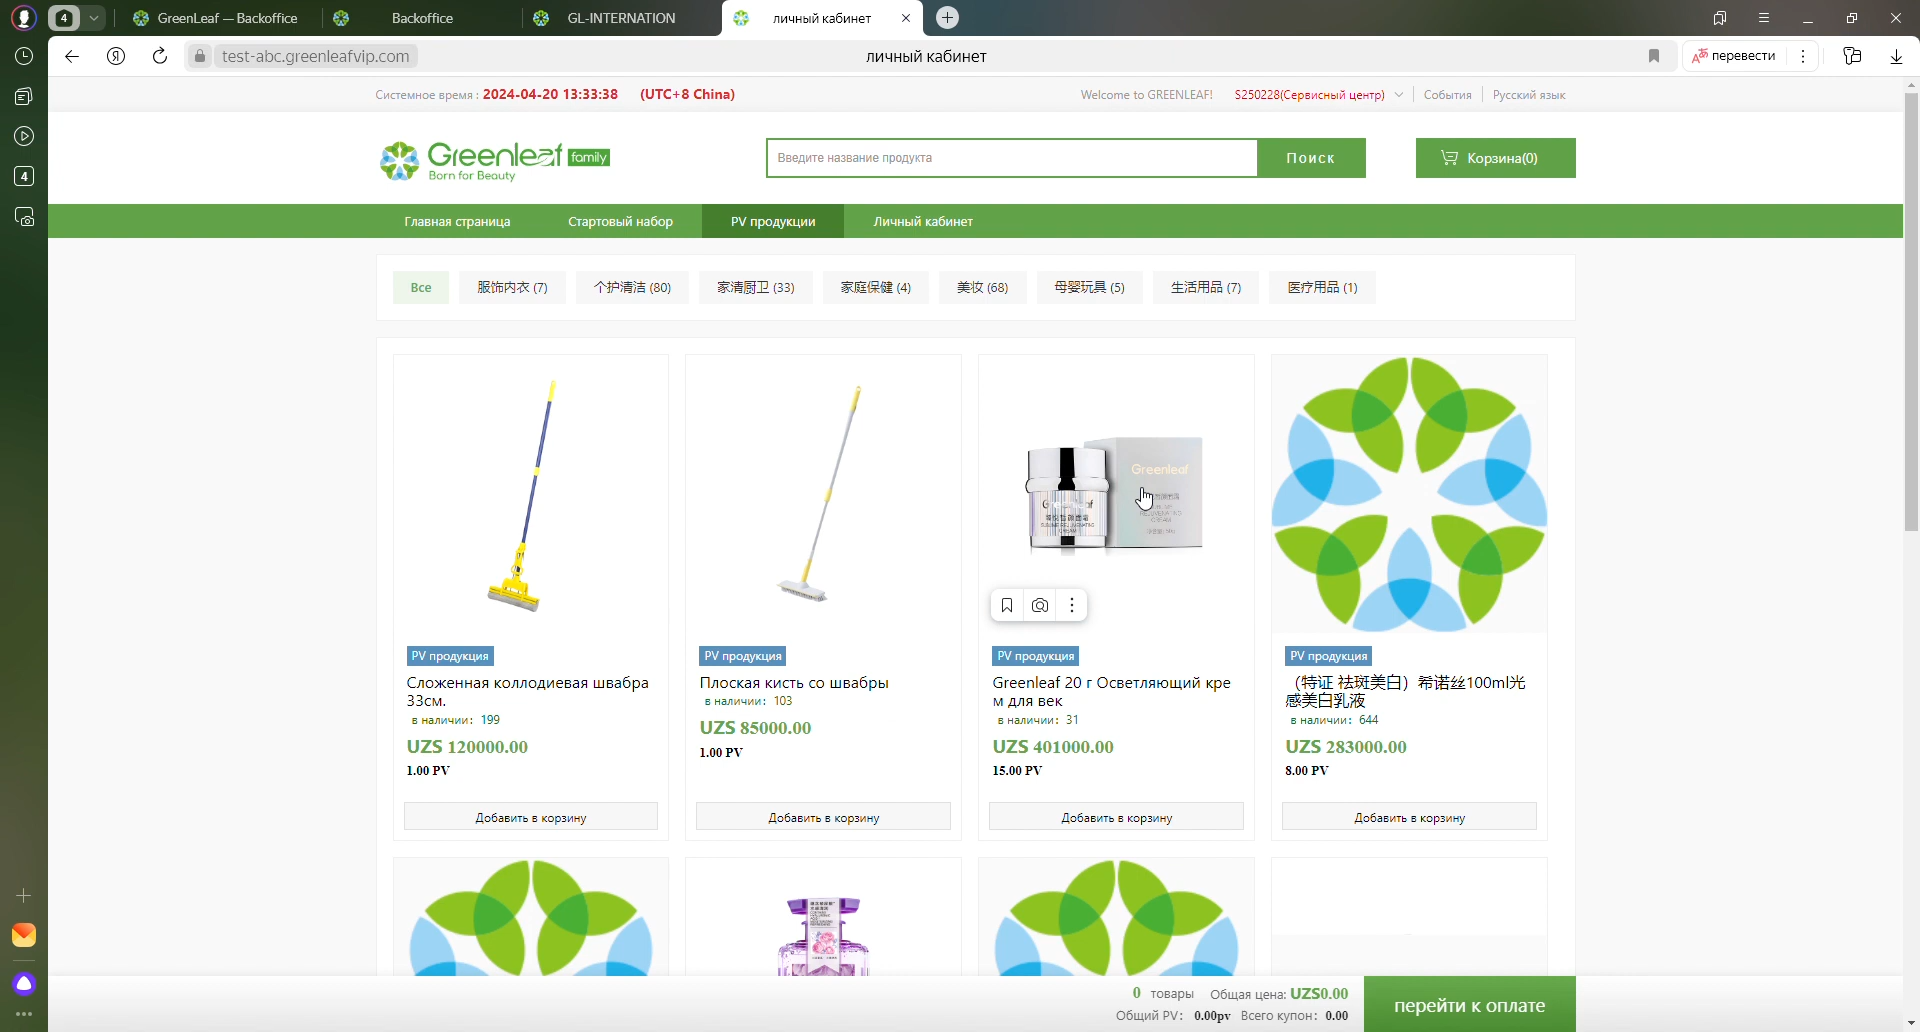 4
GreenLeaf — Backoffice
Backoffice
GL-INTERNATION
личный кабинет
test-abc.greenleafvip.com
личный кабинет
перевести
4
Системное время : 2024-04-20 13:33:38 (UTC+8 China)
Welcome to GREENLEAF! S250228(Сервисный центр) События Русский язык
Greenleaf family
Born for Beauty
Введите название продукта
Поиск
Корзина(0)
Главная страница Стартовый набор PV продукции Личный кабинет
Все 服饰内衣 (7) 个护清洁 (80) 家清厨卫 (33) 家庭保健 (4) 美妆 (68) 母婴玩具 (5) 生活用品 (7) 医疗用品 (1)
Greenleaf
PV продукция
Сложенная коллодиевая швабра
33см.
в наличии: 199
UZS 120000.00
1.00 PV
Добавить в корзину
PV продукция
Плоская кисть со швабры
в наличии: 103
UZS 85000.00
1.00 PV
Добавить в корзину
PV продукция
Greenleaf 20 г Осветляющий кре
м для век
в наличии: 31
UZS 401000.00
15.00 PV
Добавить в корзину
PV продукция
（特证 祛斑美白）希诺丝100ml光
感美白乳液
в наличии: 644
UZS 283000.00
8.00 PV
Добавить в корзину
0 товары Общая цена: UZS0.00
Общий PV: 0.00pv Всего купон: 0.00
перейти к оплате